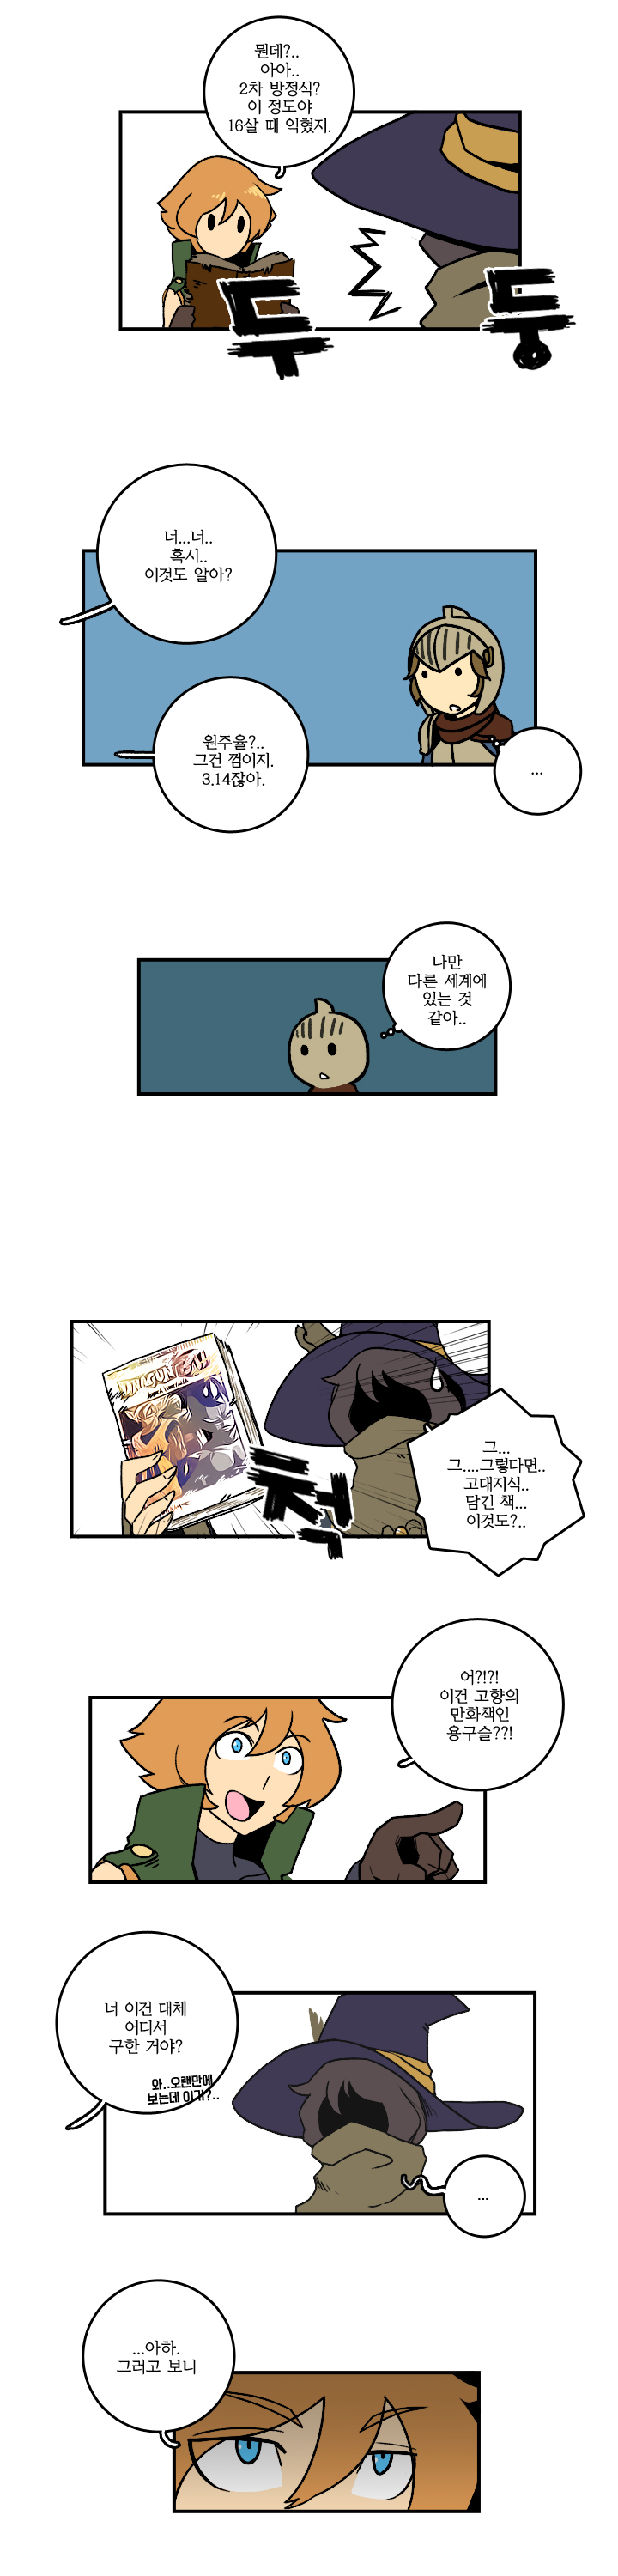 뭔데?..
아아..
2차 방정식?
이 정도야
16살 때 익혔지.
두
둥
너...너..
혹시..
이것도 알아?
원주율?..
그건 껌이지.
3.14잖아.
...
나만
다른 세계에
있는 것
같아..
척
그...
그....그렇다면..
고대지식..
담긴 책...
이것도?..
어?!?!
이건 고향의
만화책인
용구슬??!
너 이건 대체
어디서
구한 거야?
와..오랜만에
보는데 이거?..
...
...아하.
그러고 보니